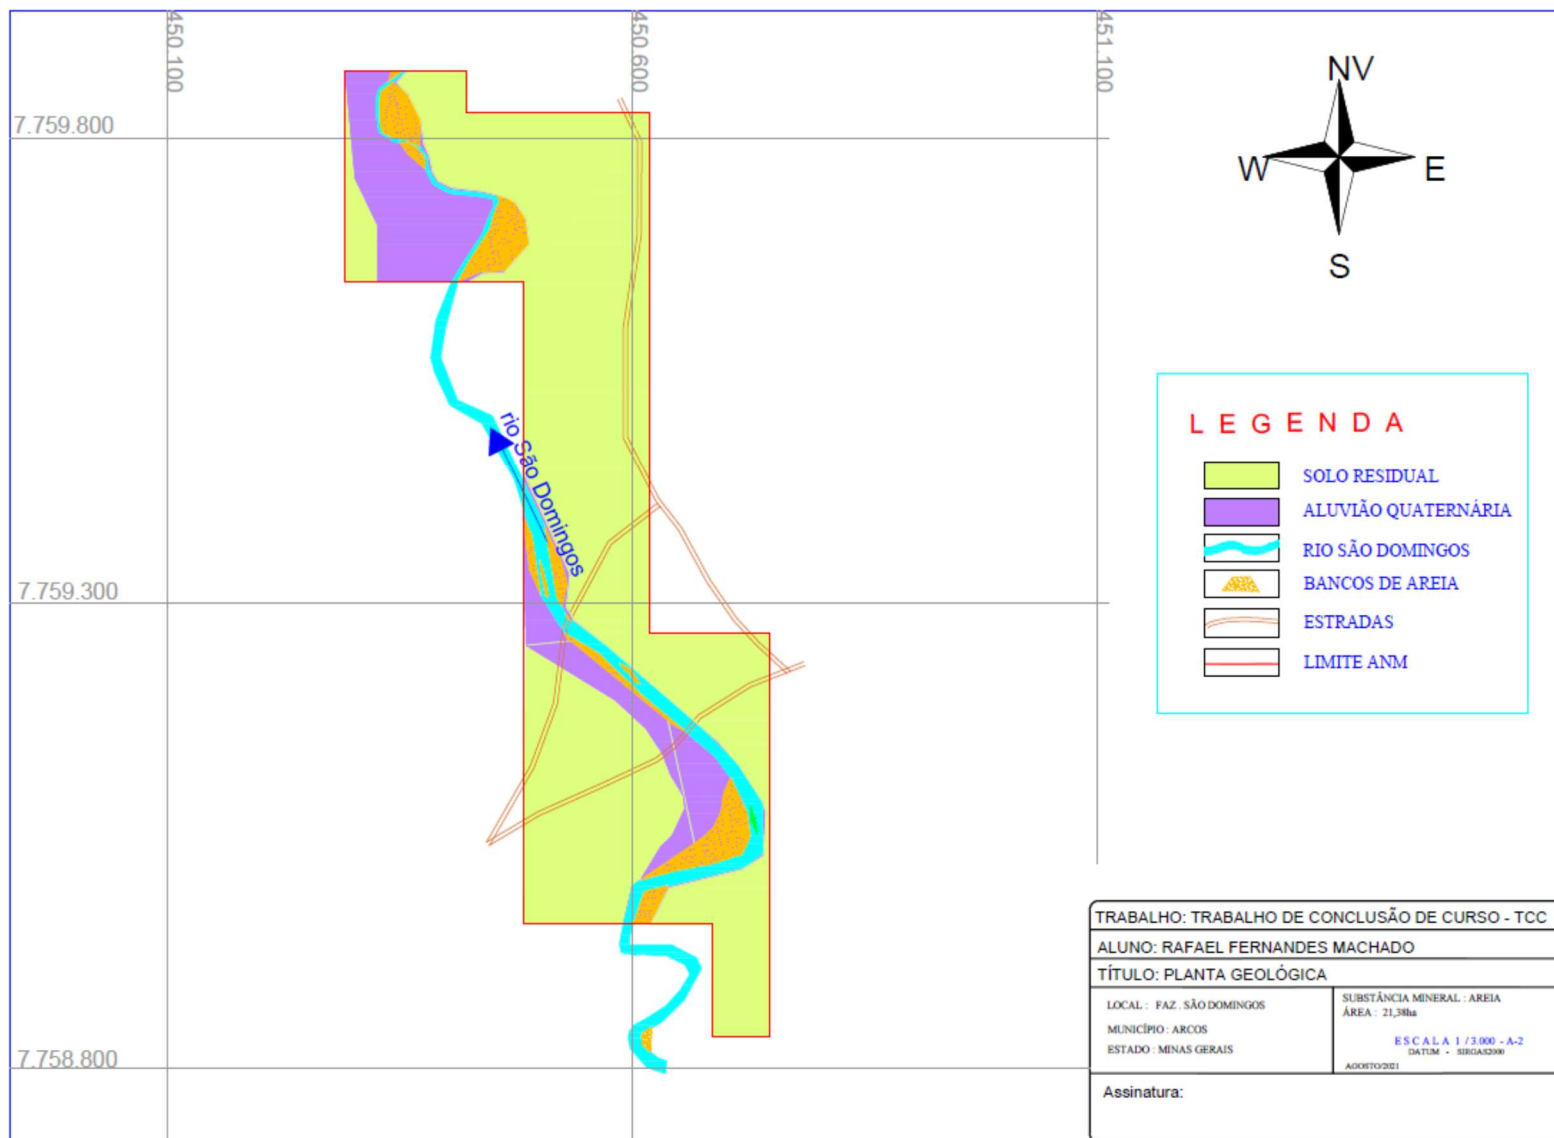 450.100
450.600
451.100
NV
7.759.800
W
E
S
rio São Domingos
L E G E N D A
SOLO RESIDUAL
ALUVIÃO QUATERNÁRIA
RIO SÃO DOMINGOS
BANCOS DE AREIA
7.759.300
ESTRADAS
LIMITE ANM
TRABALHO: TRABALHO DE CONCLUSÃO DE CURSO - TCC
ALUNO: RAFAEL FERNANDES MACHADO
TÍTULO: PLANTA GEOLÓGICA
LOCAL : FAZ . SÃO DOMINGOS
MUNICÍPIO : ARCOS
ESTADO : MINAS GERAIS
SUBSTÂNCIA MINERAL : AREIA
ÁREA : 21,38ha
E S C A L A 1 / 3.000 - A-2
DATUM - SIRGAS2000
AGOSTO/2021
7.758.800
Assinatura: